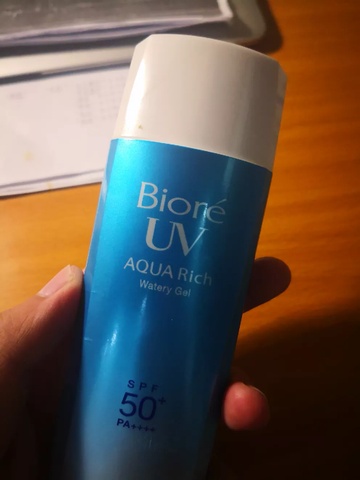 Bioré
UV
AQUA Rich
Watery Gel
SPF
50+
PA++++